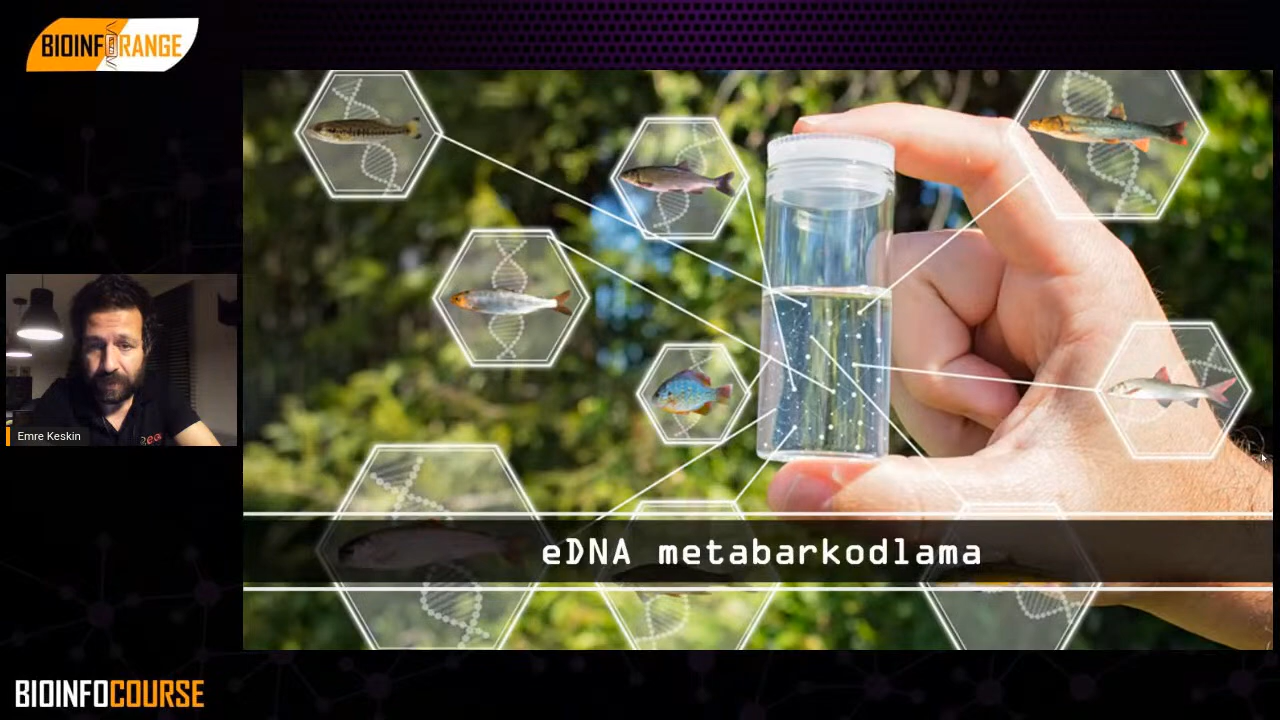 BIOINFORANGE
Emre Keskin
eDNA metabarkodlama
BIOINFOCOURSE